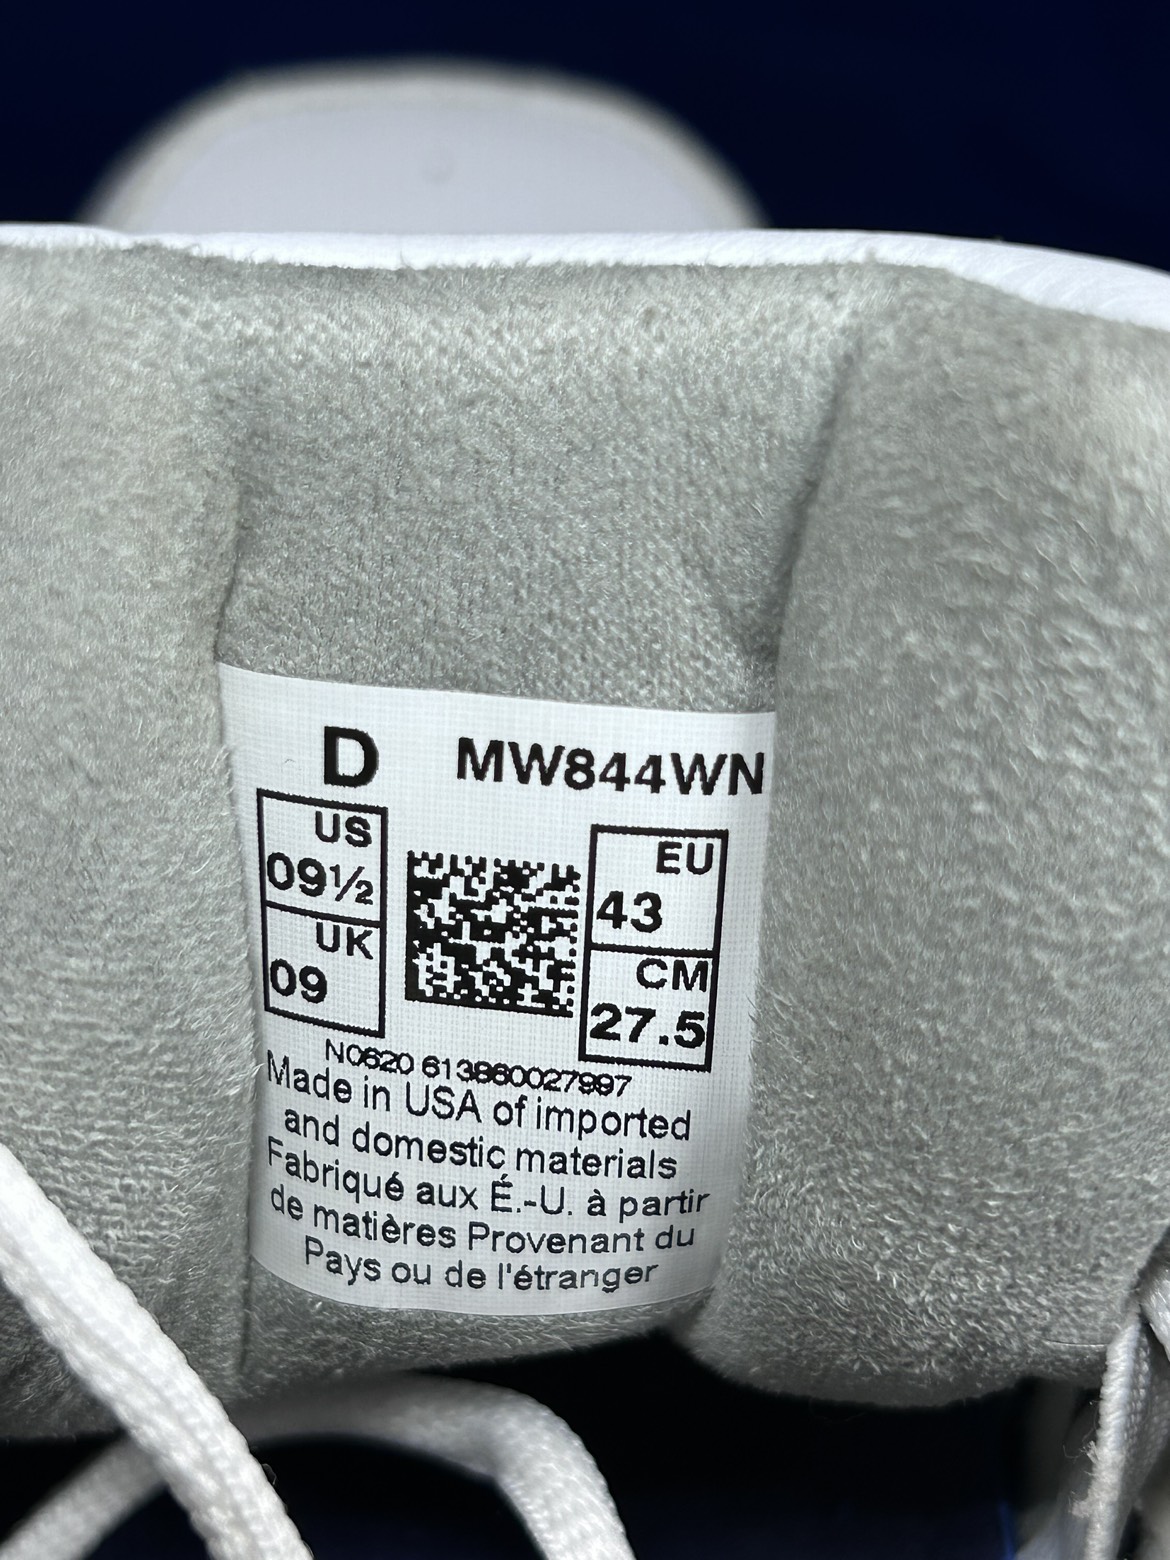 D MW844WN
US
09½
UK
09
EU
43
CM
27.5
N0620 613860027997
Made in USA of imported
and domestic materials
Fabriqué aux É.-U. à partir
de matières Provenant du
Pays ou de l'étranger